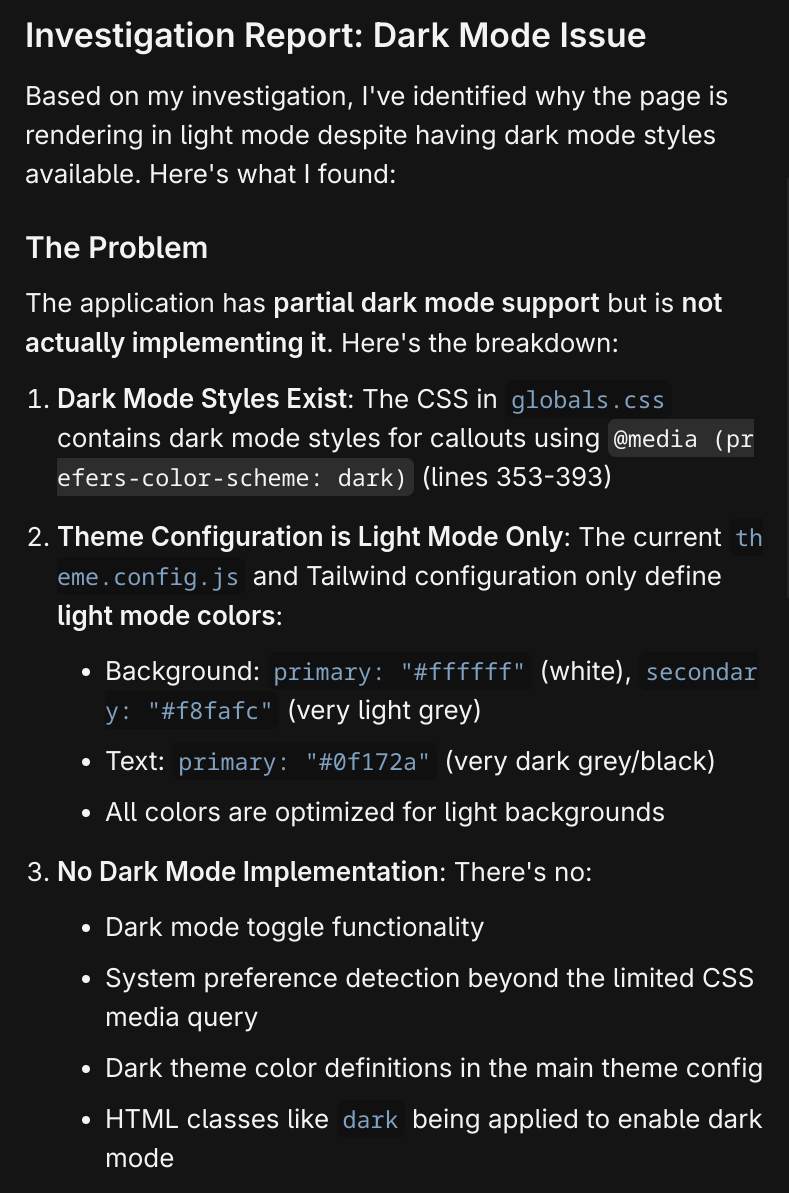 Investigation Report: Dark Mode Issue
Based on my investigation, I've identified why the page is
rendering in light mode despite having dark mode styles
available. Here's what I found:
The Problem
The application has partial dark mode support but is not
actually implementing it. Here's the breakdown:
1. Dark Mode Styles Exist: The CSS in globals.css
contains dark mode styles for callouts using @media (pr
efers-color-scheme: dark) (lines 353-393)
2. Theme Configuration is Light Mode Only: The current th
eme.config.js and Tailwind configuration only define
light mode colors:
• Background: primary: "#ffffff" (white), secondar
y: "#f8fafc" (very light grey)
• Text: primary: "#0f172a" (very dark grey/black)
• All colors are optimized for light backgrounds
3. No Dark Mode Implementation: There's no:
• Dark mode toggle functionality
• System preference detection beyond the limited CSS
media query
• Dark theme color definitions in the main theme config
• HTML classes like dark being applied to enable dark
mode